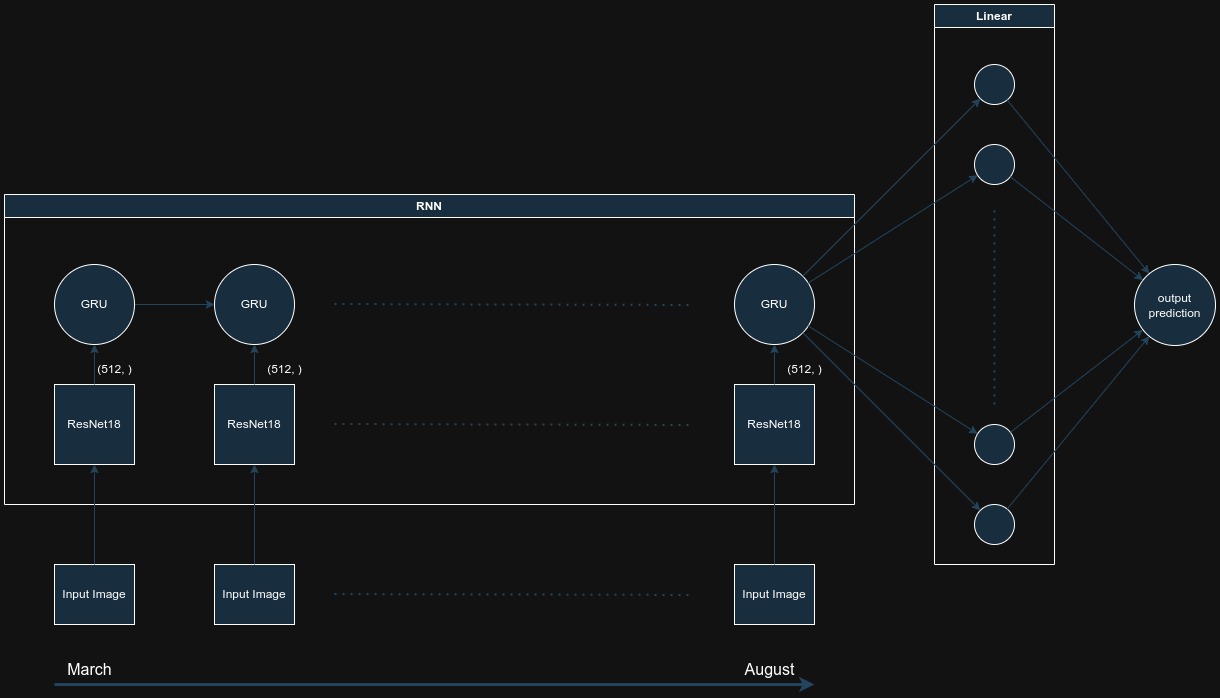 Linear
RNN
GRU
GRU
GRU
output
prediction
(512, )
(512, )
(512, )
ResNet18
ResNet18
ResNet18
Input Image
Input Image
Input Image
March
August